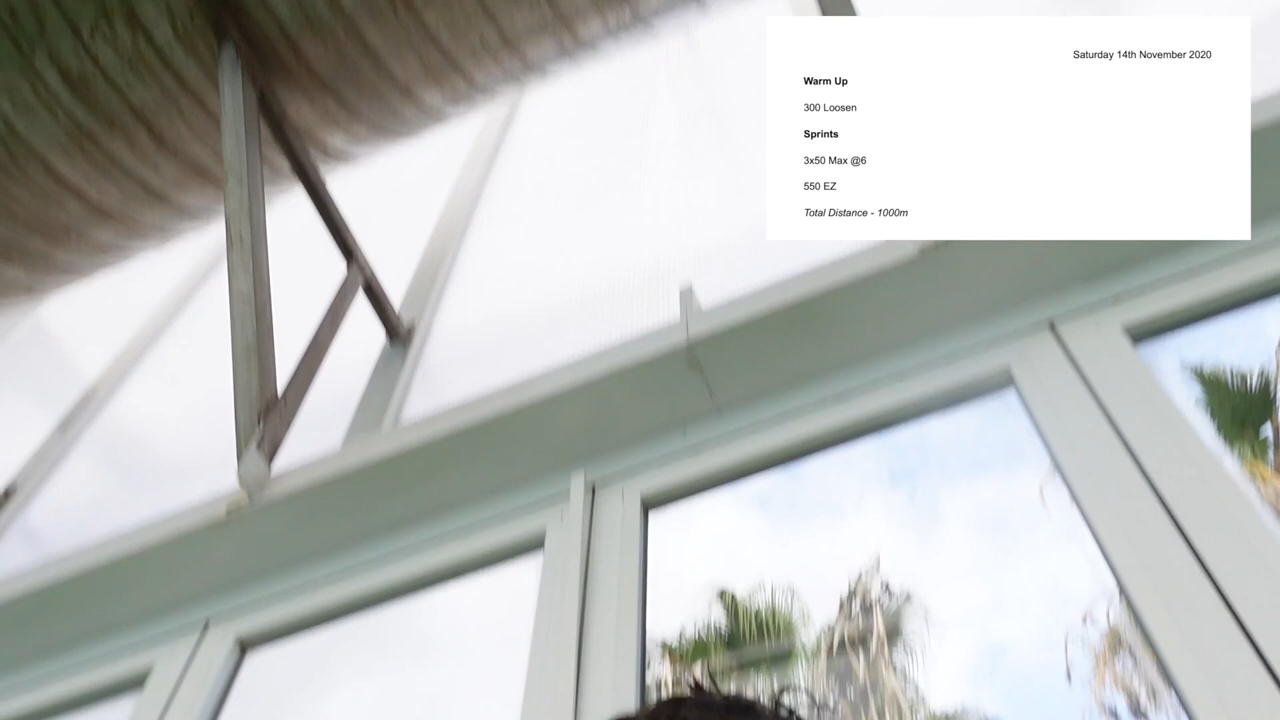 Saturday 14th November 2020
Warm Up
300 Loosen
Sprints
3x50 Max @6
550 EZ
Total Distance - 1000m